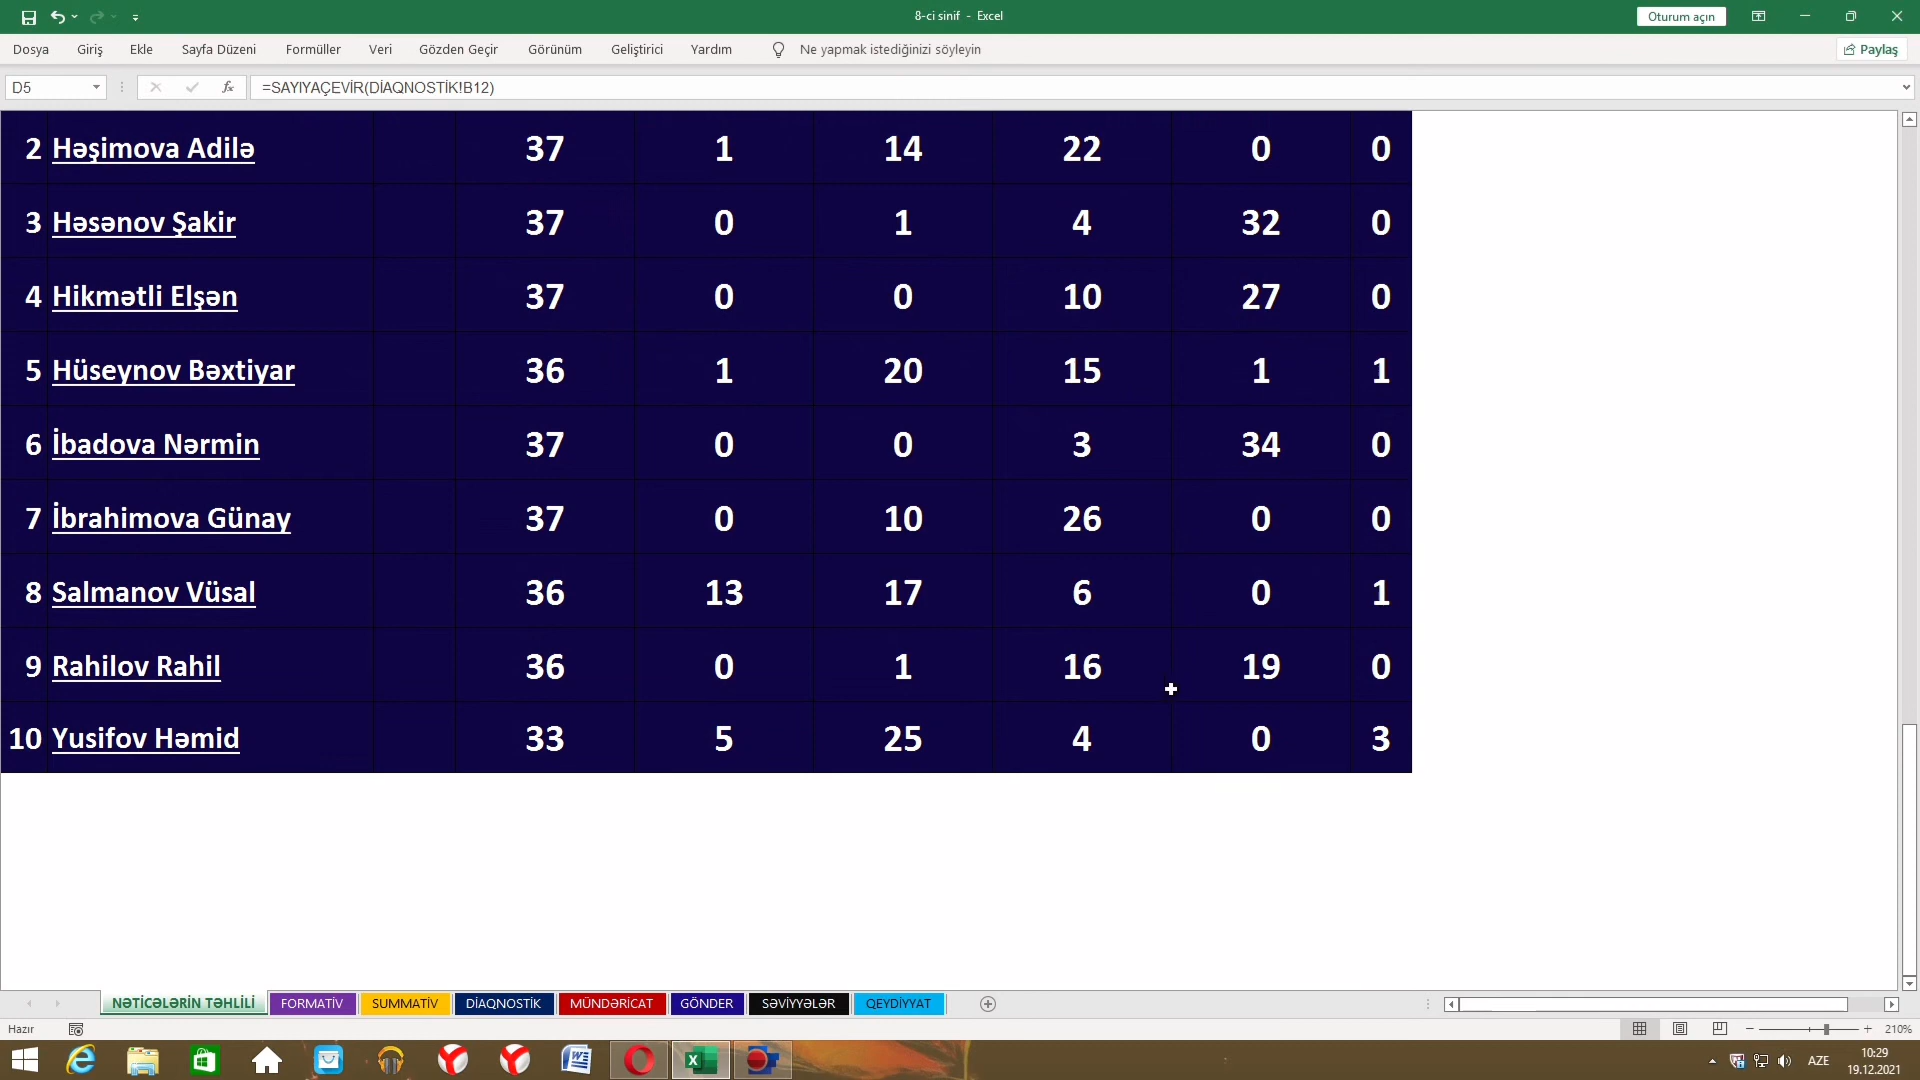 8-ci sinif - Excel
Oturum açın
Dosya Giriş Ekle Sayfa Düzeni Formüller Veri Gözden Geçir Görünüm Geliştirici Yardım Ne yapmak istediğinizi söyleyin Paylaş
D5 fx =SAYIYAÇEVİR(DİAQNOSTİK!B12)
2 Həşimova Adilə 37 1 14 22 0 0
3 Həsənov Şakir 37 0 1 4 32 0
4 Hikmətli Elşən 37 0 0 10 27 0
5 Hüseynov Bəxtiyar 36 1 20 15 1 1
6 İbadova Nərmin 37 0 0 3 34 0
7 İbrahimova Günay 37 0 10 26 0 0
8 Salmanov Vüsal 36 13 17 6 0 1
9 Rahilov Rahil 36 0 1 16 19 0
10 Yusifov Həmid 33 5 25 4 0 3
NƏTİCƏLƏRİN TƏHLİLİ FORMATİV SUMMATİV DİAQNOSTİK MÜNDƏRİCAT GÖNDER SƏVİYYƏLƏR QEYDİYYAT
Hazır 210%
AZE 10:29
19.12.2021